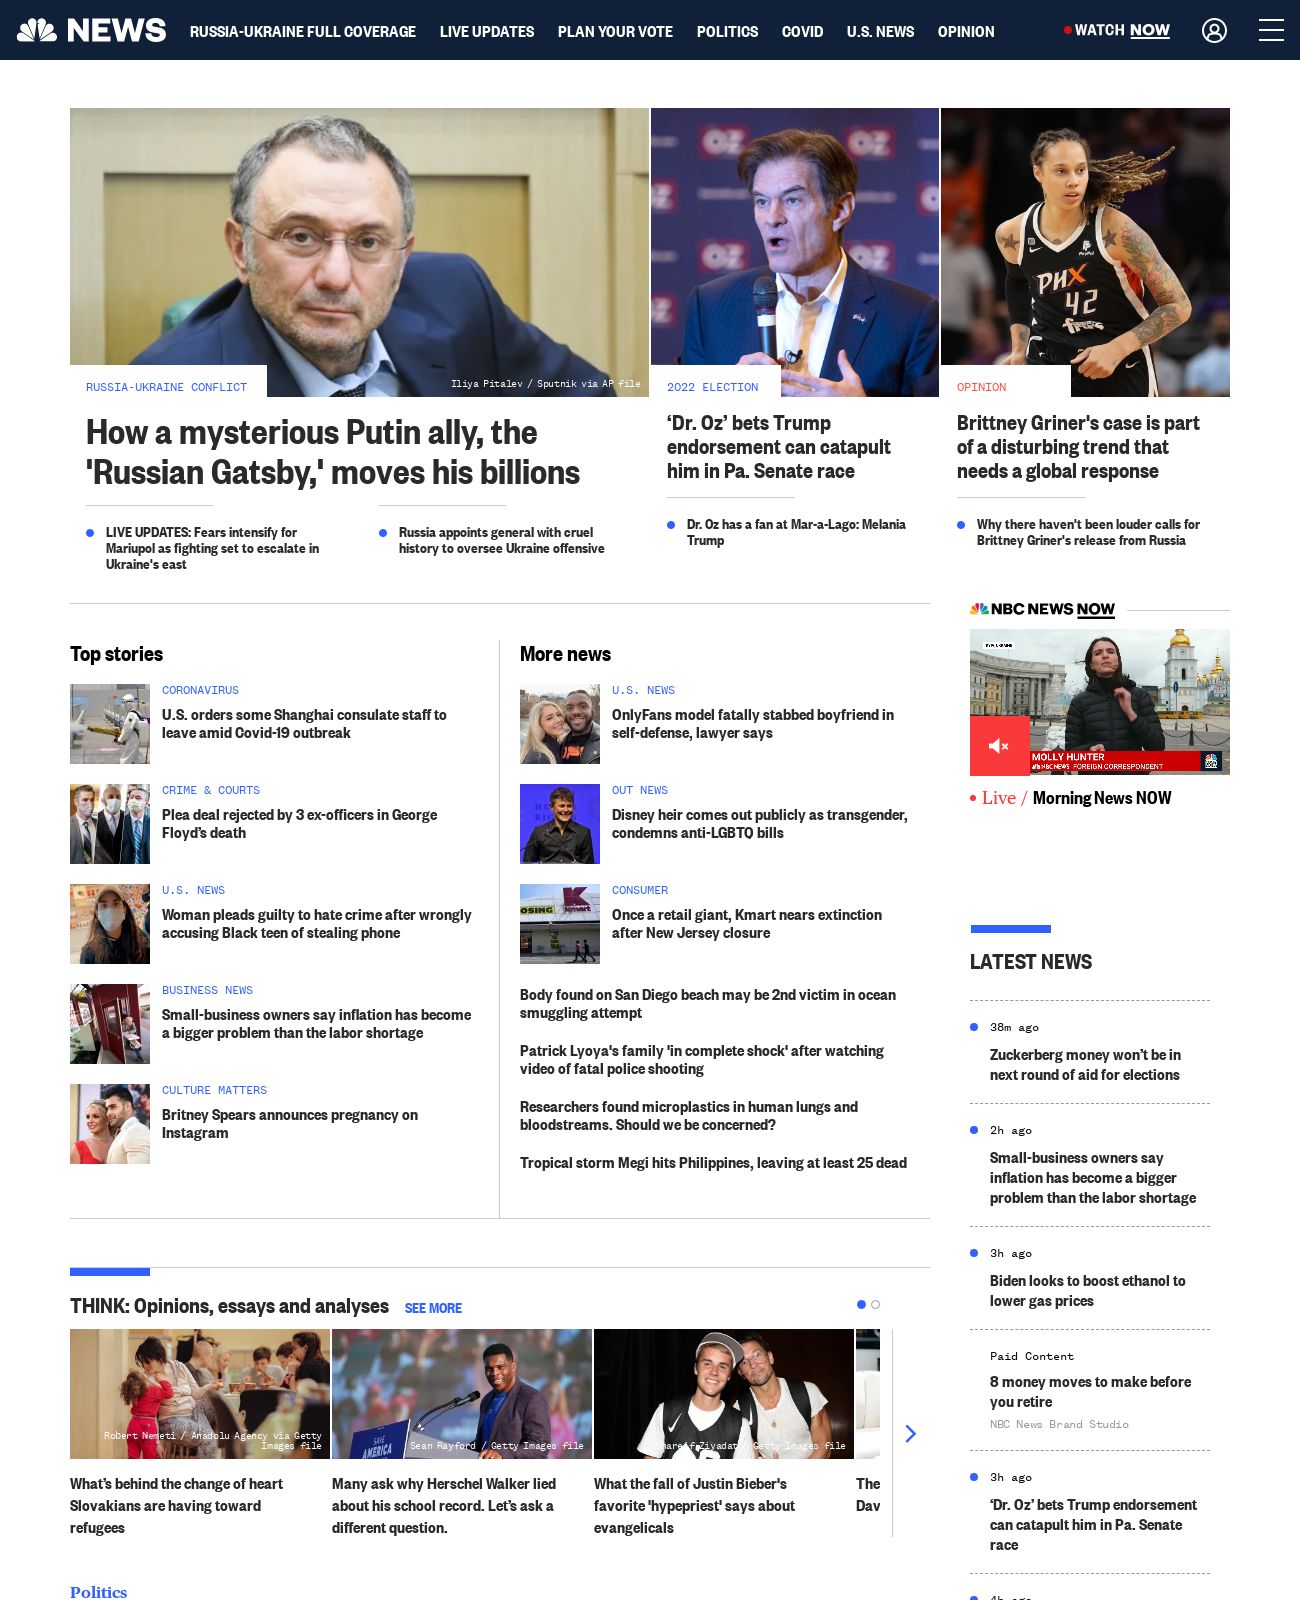 NEWS
RUSSIA-UKRAINE FULL COVERAGE
LIVE UPDATES
PLAN YOUR VOTE
POLITICS
COVID
U.S. NEWS
OPINION
WATCH NOW
Iliya Pitalev / Sputnik via AP file
RUSSIA-UKRAINE CONFLICT
How a mysterious Putin ally, the
'Russian Gatsby,' moves his billions
LIVE UPDATES: Fears intensify for
Mariupol as fighting set to escalate in
Ukraine's east
Russia appoints general with cruel
history to oversee Ukraine offensive
OZ
OZ
OZ
2022 ELECTION
‘Dr. Oz’ bets Trump
endorsement can catapult
him in Pa. Senate race
Dr. Oz has a fan at Mar-a-Lago: Melania
Trump
PayPal
PHX
42
OPINION
Brittney Griner's case is part
of a disturbing trend that
needs a global response
Why there haven't been louder calls for
Brittney Griner's release from Russia
Top stories
CORONAVIRUS
U.S. orders some Shanghai consulate staff to
leave amid Covid-19 outbreak
CRIME & COURTS
Plea deal rejected by 3 ex-officers in George
Floyd’s death
U.S. NEWS
Woman pleads guilty to hate crime after wrongly
accusing Black teen of stealing phone
BUSINESS NEWS
Small-business owners say inflation has become
a bigger problem than the labor shortage
CULTURE MATTERS
Britney Spears announces pregnancy on
Instagram
More news
U.S. NEWS
OnlyFans model fatally stabbed boyfriend in
self-defense, lawyer says
OUT NEWS
Disney heir comes out publicly as transgender,
condemns anti-LGBTQ bills
OSING
K
kmart
CONSUMER
Once a retail giant, Kmart nears extinction
after New Jersey closure
Body found on San Diego beach may be 2nd victim in ocean
smuggling attempt
Patrick Lyoya's family 'in complete shock' after watching
video of fatal police shooting
Researchers found microplastics in human lungs and
bloodstreams. Should we be concerned?
Tropical storm Megi hits Philippines, leaving at least 25 dead
NBC NEWS NOW
KYIV, UKRAINE
MOLLY HUNTER
NBC NEWS FOREIGN CORRESPONDENT
Live / Morning News NOW
LATEST NEWS
38m ago
Zuckerberg money won’t be in
next round of aid for elections
2h ago
Small-business owners say
inflation has become a bigger
problem than the labor shortage
3h ago
Biden looks to boost ethanol to
lower gas prices
Paid Content
8 money moves to make before
you retire
NBC News Brand Studio
3h ago
‘Dr. Oz’ bets Trump endorsement
can catapult him in Pa. Senate
race
4h ago
THINK: Opinions, essays and analyses
SEE MORE
Robert Nemeti / Anadolu Agency via Getty
Images file
What’s behind the change of heart
Slovakians are having toward
refugees
SAVE
AMERICA
Sean Rayford / Getty Images file
Many ask why Herschel Walker lied
about his school record. Let’s ask a
different question.
Shareif Ziyadat / Getty Images file
What the fall of Justin Bieber's
favorite 'hypepriest' says about
evangelicals
The
Dav
Politics